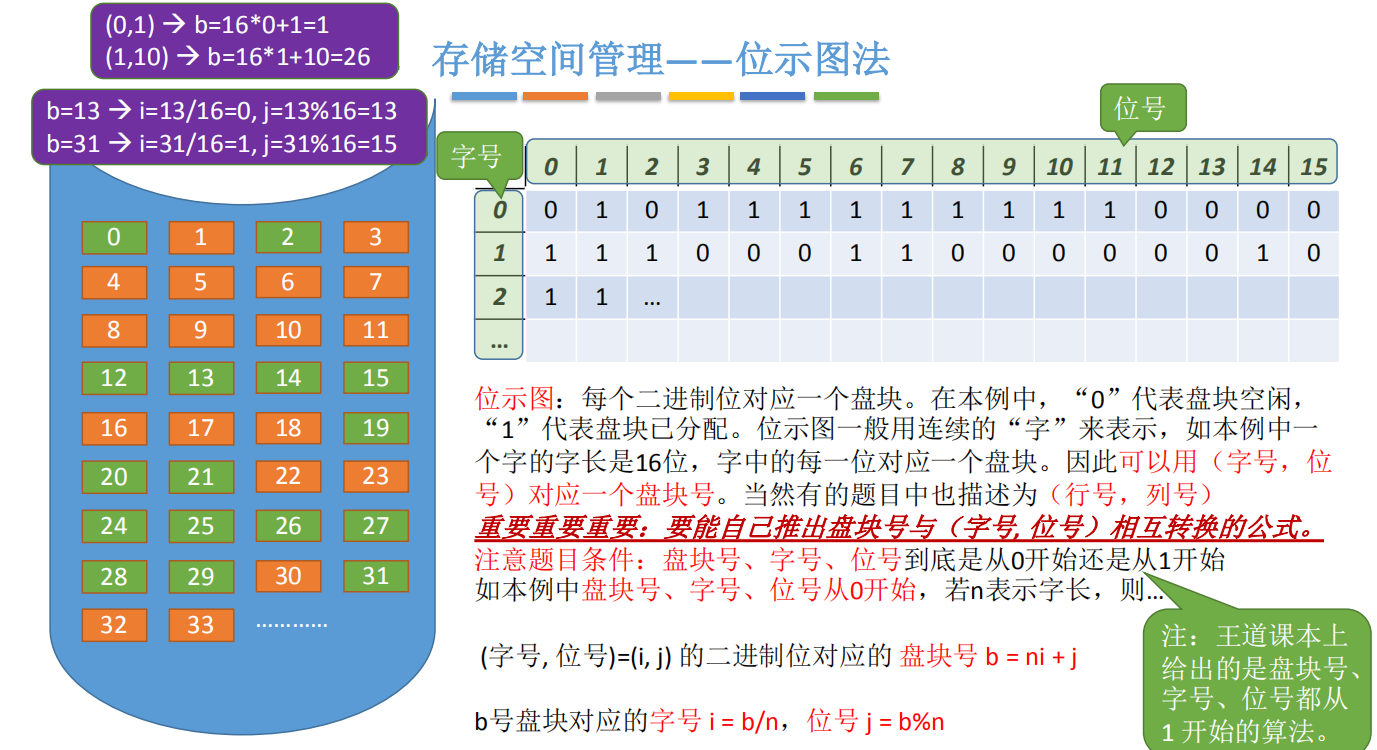 (0,1) → b=16*0+1=1
(1,10) → b=16*1+10=26
存储空间管理——位示图法
b=13 → i=13/16=0, j=13%16=13
b=31 → i=31/16=1, j=31%16=15
位号
字号
0 1 2 3 4 5 6 7 8 9 10 11 12 13 14 15
0 0 1 0 1 1 1 1 1 1 1 1 1 0 0 0 0
1 1 1 1 0 0 0 1 1 0 0 0 0 0 0 1 0
2 1 1 …
…
0 1 2 3
4 5 6 7
8 9 10 11
12 13 14 15
16 17 18 19
20 21 22 23
24 25 26 27
28 29 30 31
32 33 …………
位示图：每个二进制位对应一个盘块。在本例中，“0”代表盘块空闲，
“1”代表盘块已分配。位示图一般用连续的“字”来表示，如本例中一
个字的字长是16位，字中的每一位对应一个盘块。因此可以用（字号，位
号）对应一个盘块号。当然有的题目中也描述为（行号，列号）
重要重要重要：要能自己推出盘块号与（字号, 位号）相互转换的公式。
注意题目条件：盘块号、字号、位号到底是从0开始还是从1开始
如本例中盘块号、字号、位号从0开始，若n表示字长，则…
(字号, 位号)=(i, j) 的二进制位对应的 盘块号 b = ni + j
b号盘块对应的字号 i = b/n，位号 j = b%n
注：王道课本上
给出的是盘块号、
字号、位号都从
1 开始的算法。